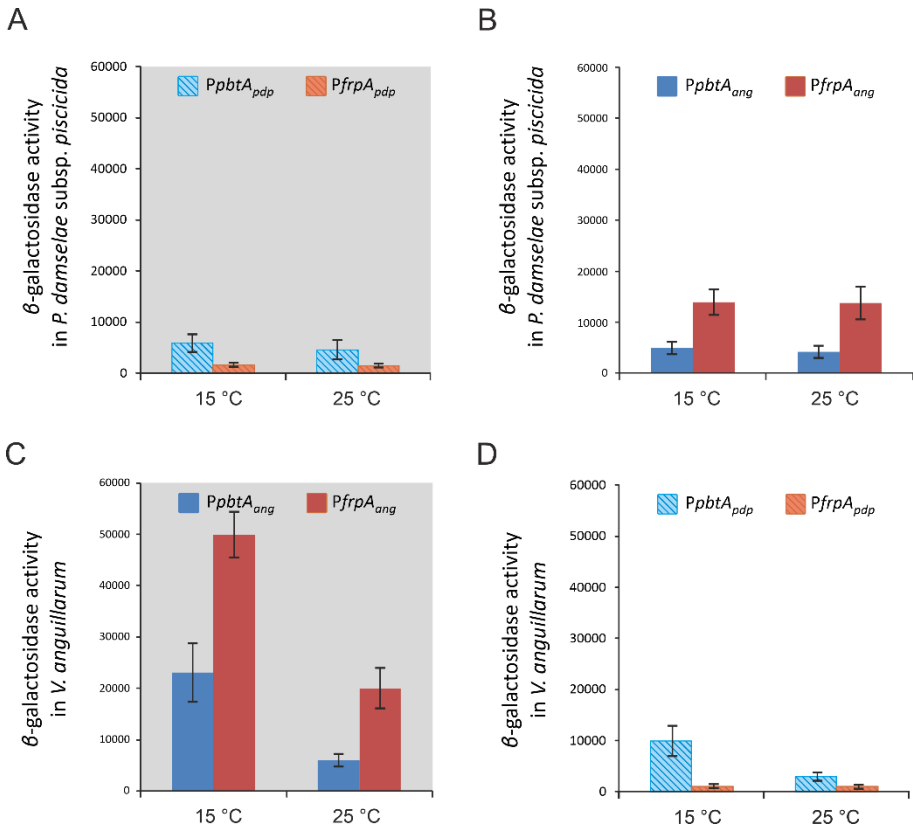 A
β-galactosidase activity
in P. damselae subsp. piscicida
60000
50000
40000
30000
20000
10000
0
PpbtApdp
PfrpApdp
15 °C
25 °C
B
β-galactosidase activity
in P. damselae subsp. piscicida
60000
50000
40000
30000
20000
10000
0
PpbtAang
PfrpAang
15 °C
25 °C
C
β-galactosidase activity
in V. anguillarum
60000
50000
40000
30000
20000
10000
0
PpbtAang
PfrpAang
15 °C
25 °C
D
β-galactosidase activity
in V. anguillarum
60000
50000
40000
30000
20000
10000
0
PpbtApdp
PfrpApdp
15 °C
25 °C